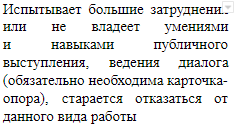 Испытывает большие затруднения
или не владеет умениями
и навыками публичного
выступления, ведения диалога
(обязательно необходима карточка-
опора), старается отказаться от
данного вида работы